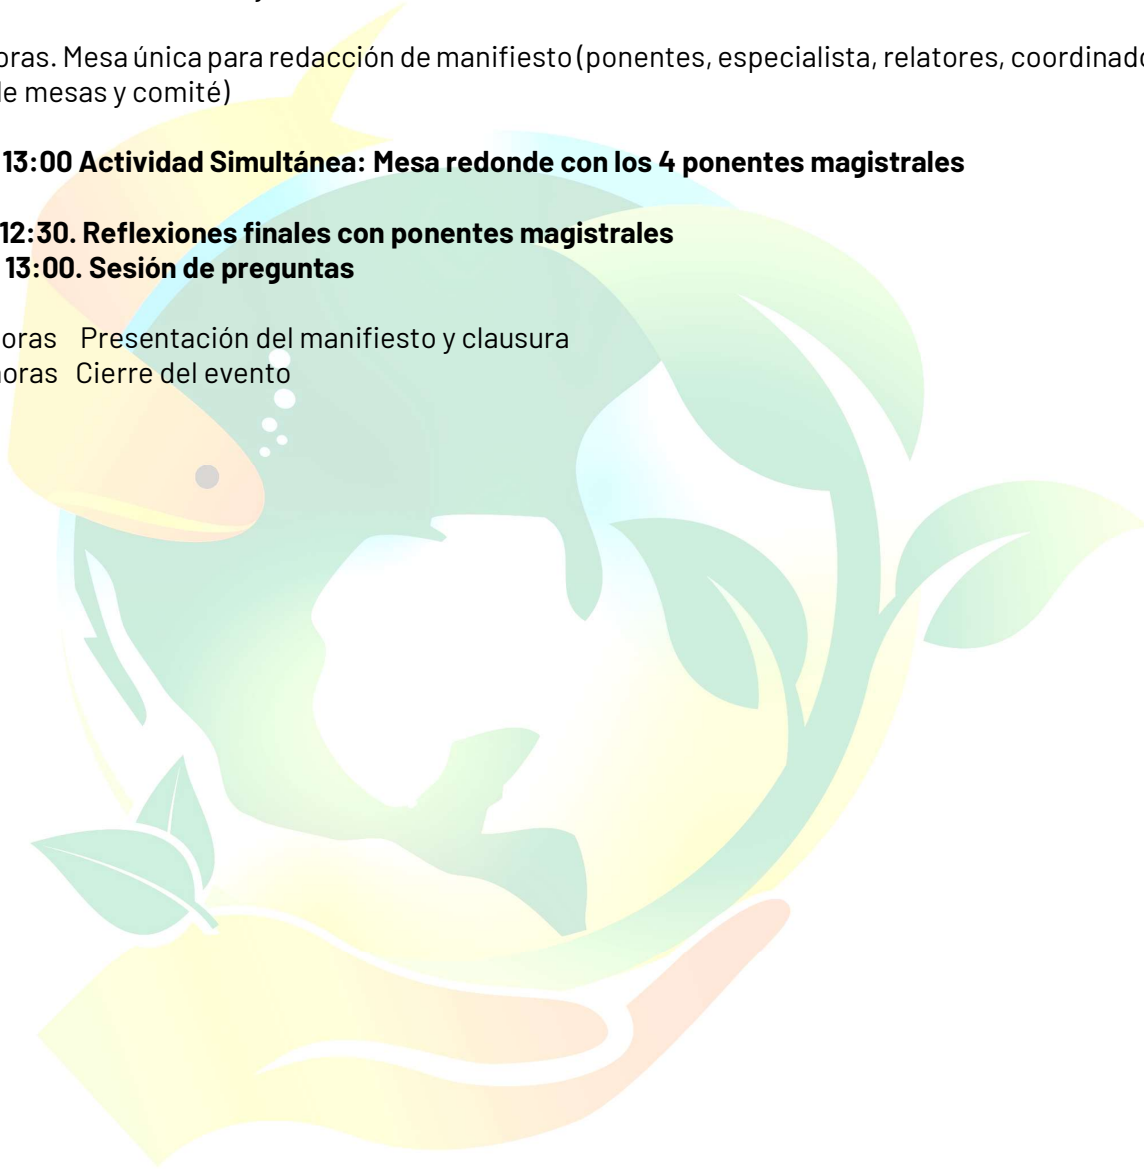 oras. Mesa única para redacción de manifiesto (ponentes, especialista, relatores, coordinado
de mesas y comité)
13:00 Actividad Simultánea: Mesa redonde con los 4 ponentes magistrales
12:30. Reflexiones finales con ponentes magistrales
13:00. Sesión de preguntas
oras Presentación del manifiesto y clausura
horas Cierre del evento